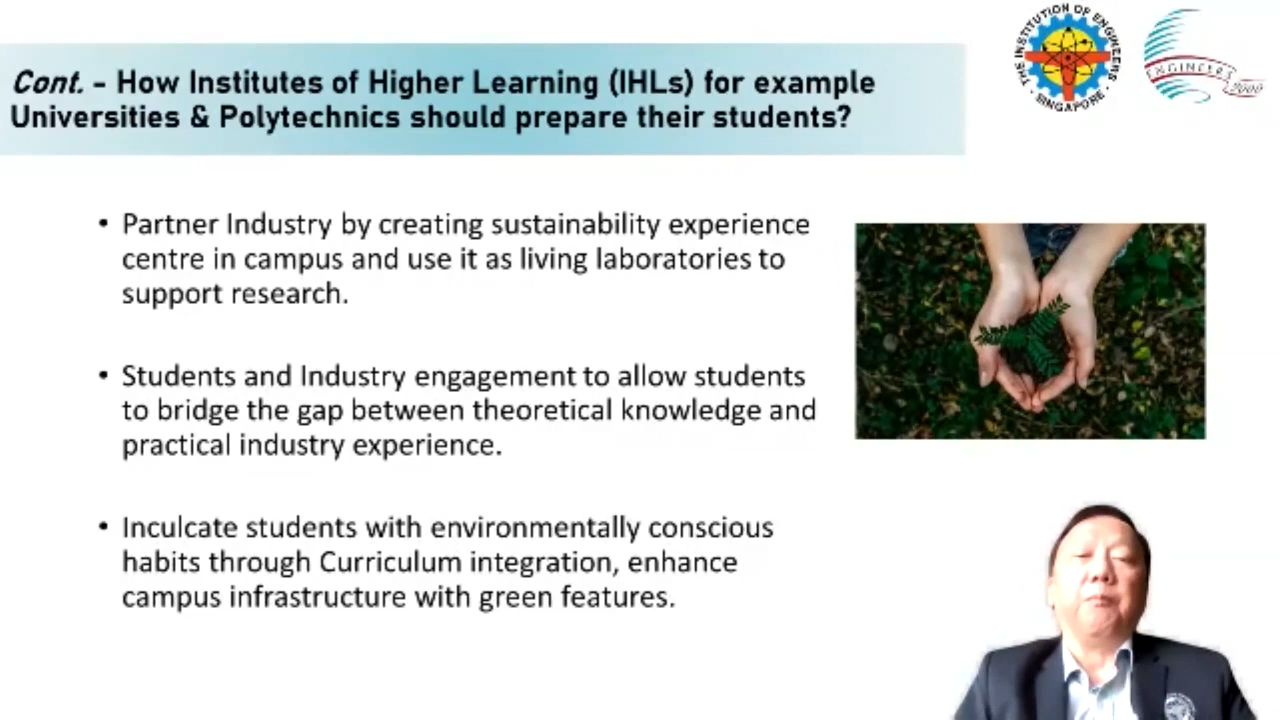 Cont. - How Institutes of Higher Learning (IHLs) for example
Universities & Polytechnics should prepare their students?
THE INSTITUTION OF ENGINEERS
· SINGAPORE ·
ENGINEERS
2000
• Partner Industry by creating sustainability experience
centre in campus and use it as living laboratories to
support research.
• Students and Industry engagement to allow students
to bridge the gap between theoretical knowledge and
practical industry experience.
• Inculcate students with environmentally conscious
habits through Curriculum integration, enhance
campus infrastructure with green features.